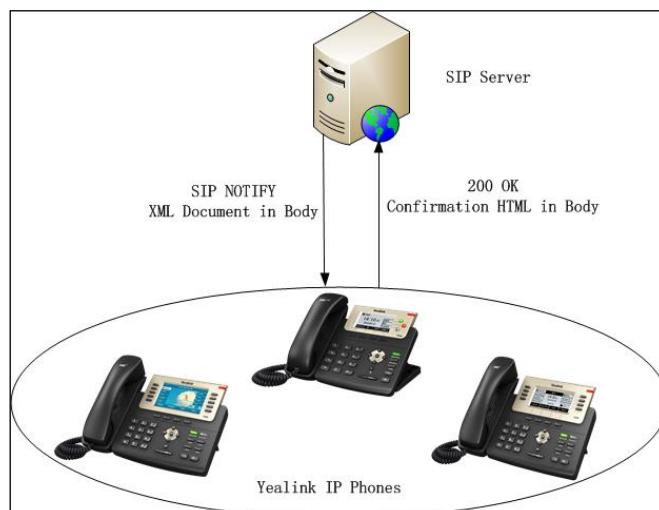 SIP Server
SIP NOTIFY
XML Document in Body
200 OK
Confirmation HTML in Body
Yealink IP Phones